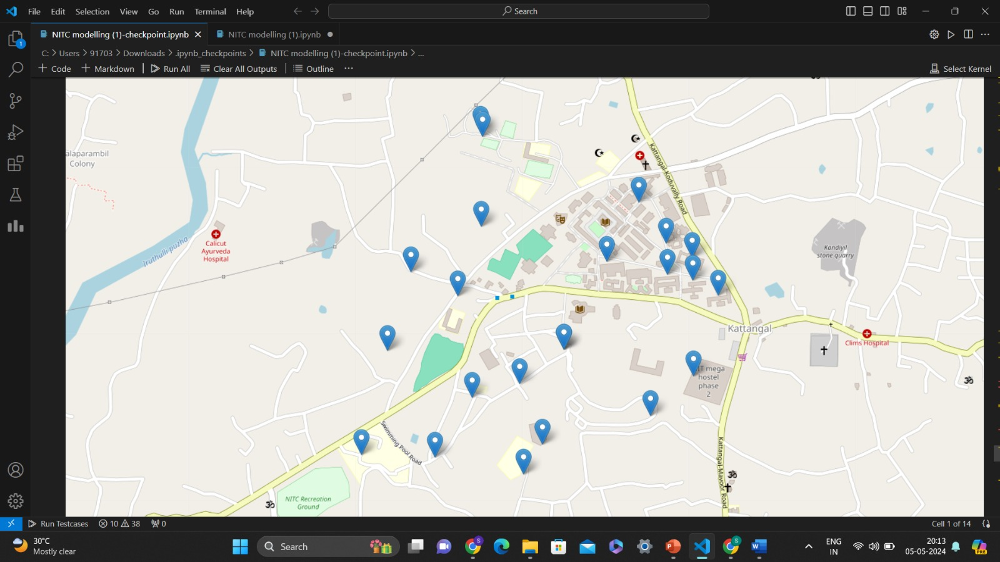 File Edit Selection View Go Run Terminal Help
Search
NITC modelling (1)-checkpoint.ipynb
NITC modelling (1).ipynb
C: > Users > 91703 > Downloads > .ipynb_checkpoints > NITC modelling (1)-checkpoint.ipynb > ...
+ Code + Markdown | Run All Clear All Outputs | Outline ...
Select Kernel
1
alaparambil
Colony
Kattangal-Koduvally Road
Iruthulli puzha
Calicut
Ayurveda
Hospital
Kandiyil
stone quarry
Kattangal
Clims Hospital
IT mega
hostel
phase
2
Swimming Pool Road
Kattangal-Mavoor Road
NITC Recreation
Ground
Run Testcases 10 38 0
Cell 1 of 14
30°C
Mostly clear
Search
ENG
IN
20:13
05-05-2024
PRE